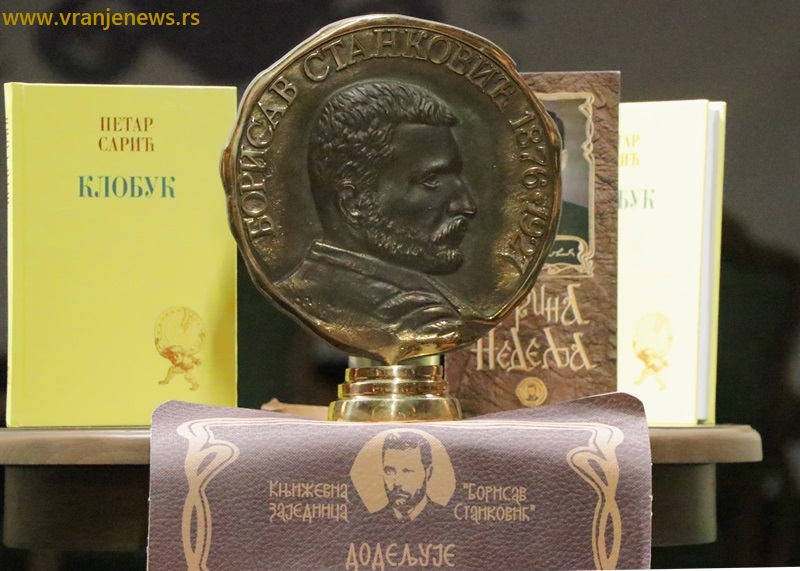 www.vranjenews.rs
ПЕТАР
САРИЋ
КЛОБУК
БОРИСАВ СТАНКОВИЋ 1876-1927
НЕДЕЉА
КЊИЖЕВНА
ЗАЈЕДНИЦА
"БОРИСАВ
СТАНКОВИЋ"
ДОДЕЉУЈЕ